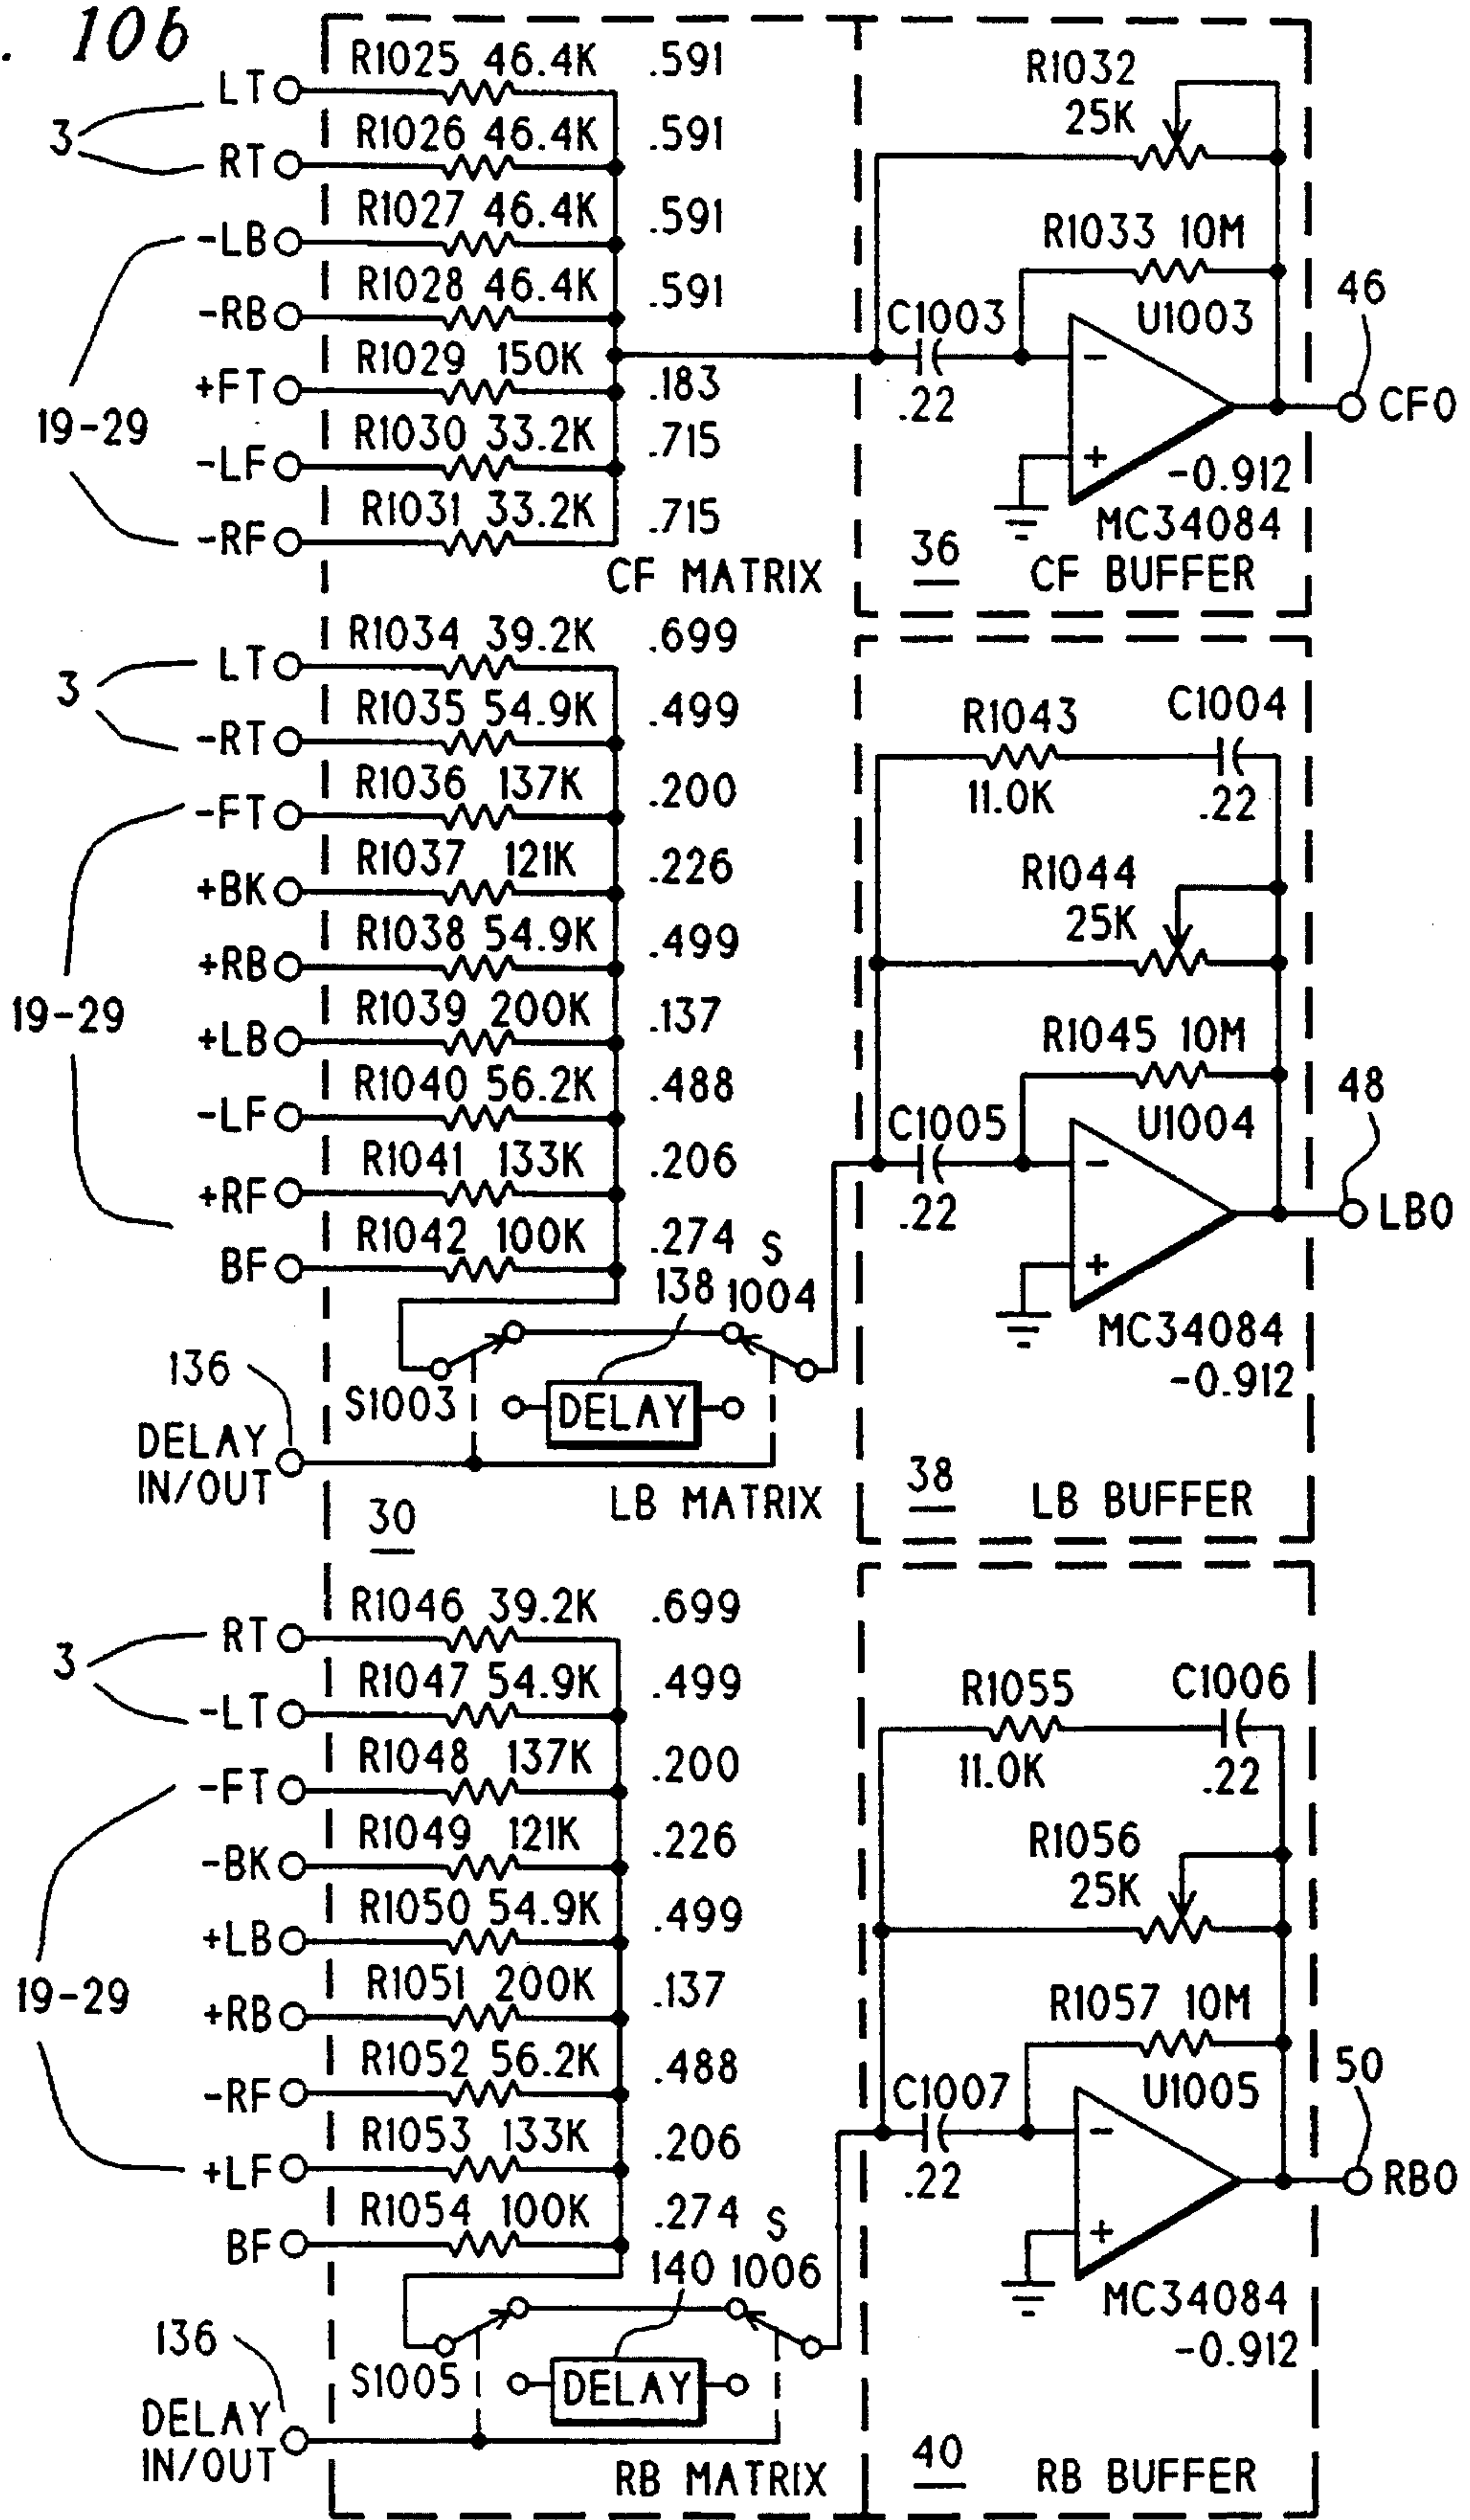 . 10b
LT R1025 46.4K .591
3
RT R1026 46.4K .591
-LB R1027 46.4K .591
-RB R1028 46.4K .591
+FT R1029 150K .183
19-29
-LF R1030 33.2K .715
-RF R1031 33.2K .715
CF MATRIX
R1032
25K
R1033 10M
C1003
.22
U1003
-
+
-0.912
MC34084
36
CF BUFFER
46
CFO
LT R1034 39.2K .699
3
-RT R1035 54.9K .499
-FT R1036 137K .200
+BK R1037 121K .226
+RB R1038 54.9K .499
19-29
+LB R1039 200K .137
-LF R1040 56.2K .488
+RF R1041 133K .206
BF R1042 100K .274
S
138 1004
136
S1003
DELAY
DELAY
IN/OUT
LB MATRIX
30
R1043
11.0K
C1004
.22
R1044
25K
R1045 10M
C1005
.22
U1004
-
+
MC34084
-0.912
38
LB BUFFER
48
LBO
RT R1046 39.2K .699
3
-LT R1047 54.9K .499
-FT R1048 137K .200
-BK R1049 121K .226
+LB R1050 54.9K .499
19-29
+RB R1051 200K .137
-RF R1052 56.2K .488
+LF R1053 133K .206
BF R1054 100K .274
S
140 1006
136
S1005
DELAY
DELAY
IN/OUT
RB MATRIX
R1055
11.0K
C1006
.22
R1056
25K
R1057 10M
C1007
.22
U1005
-
+
MC34084
-0.912
40
RB BUFFER
50
RBO